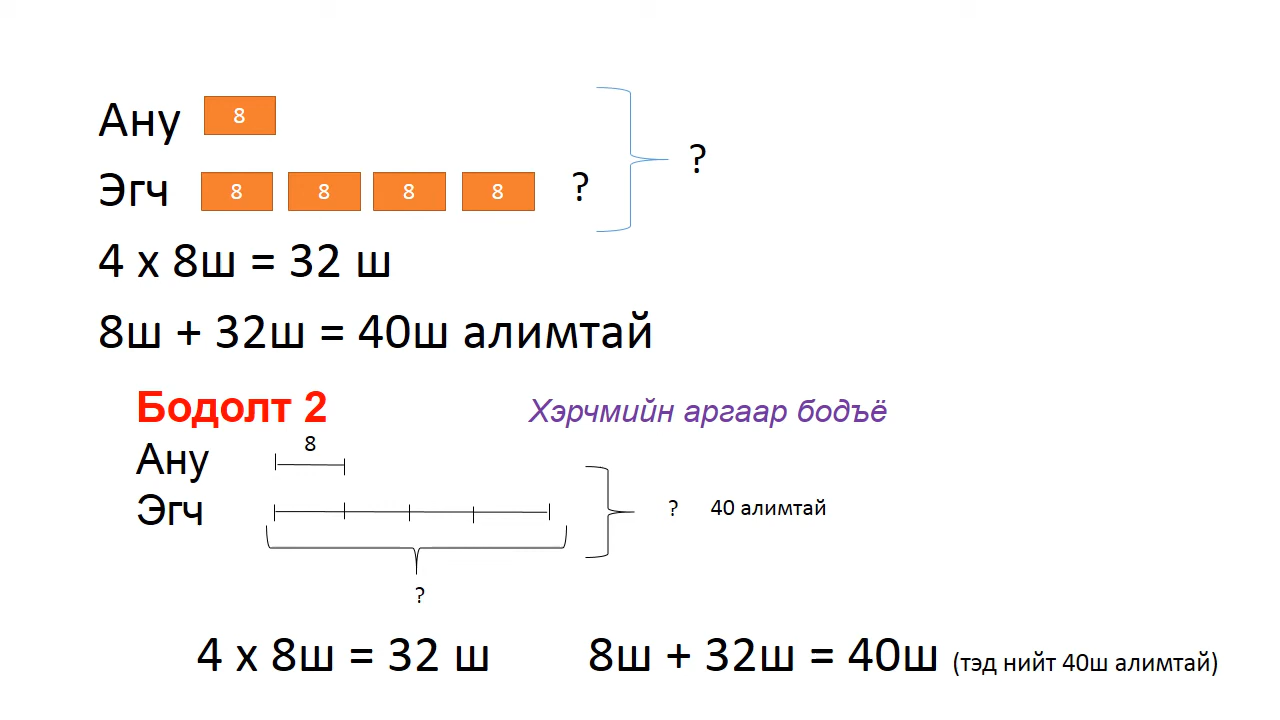 Ану 8
Эгч 8 8 8 8 ? ?
4 х 8ш = 32 ш
8ш + 32ш = 40ш алимтай
Бодолт 2 Хэрчмийн аргаар бодъё
Ану 8
Эгч ? 40 алимтай
?
4 х 8ш = 32 ш 8ш + 32ш = 40ш (тэд нийт 40ш алимтай)